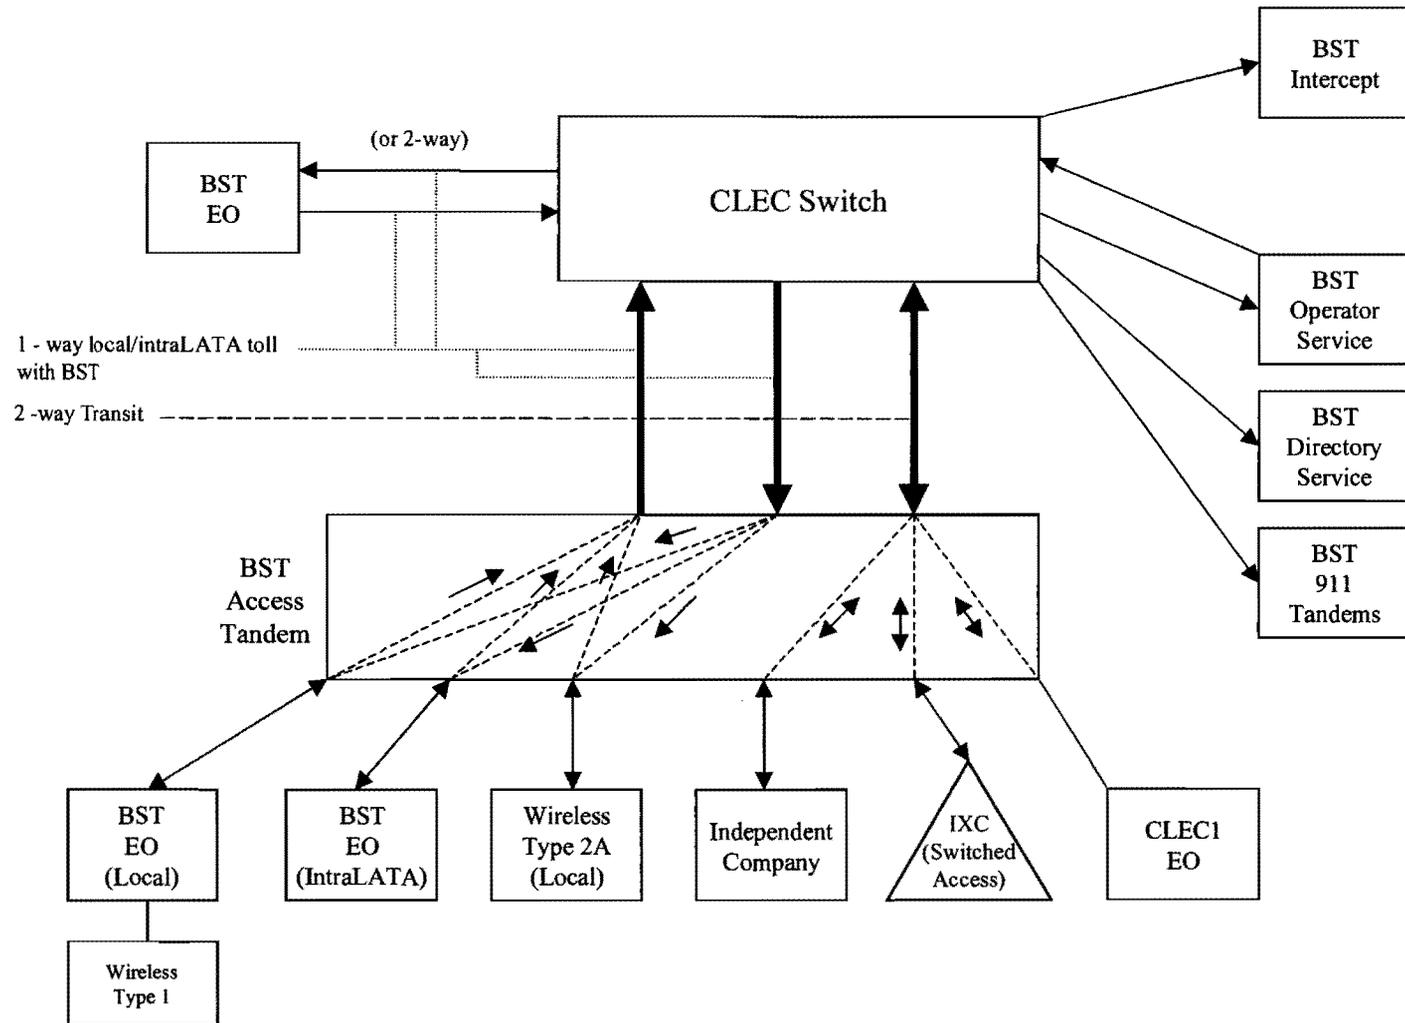 BST
Intercept
(or 2-way)
BST
EO
CLEC Switch
BST
Operator
Service
1 - way local/intraLATA toll
with BST
2 -way Transit
BST
Directory
Service
BST
Access
Tandem
BST
911
Tandems
BST
EO
(Local)
BST
EO
(IntraLATA)
Wireless
Type 2A
(Local)
Independent
Company
IXC
(Switched
Access)
CLEC1
EO
Wireless
Type 1